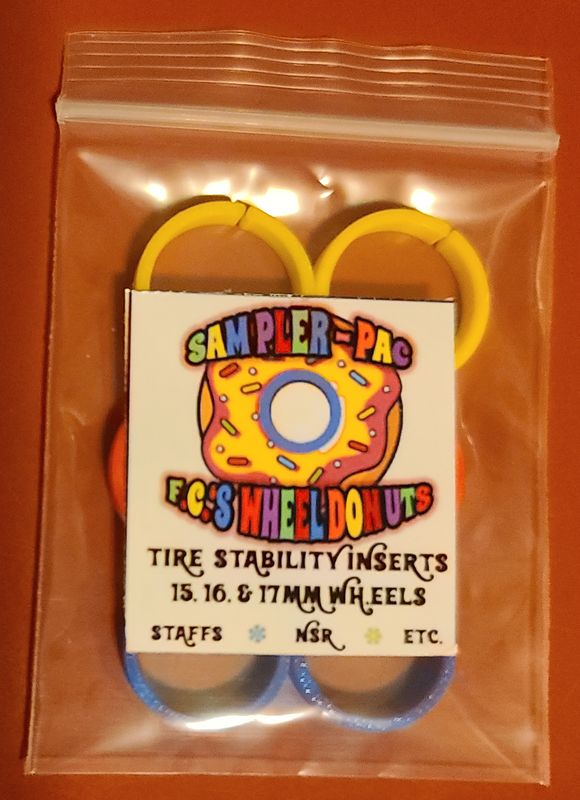 SAMPLER-PAC
F.C.'S WHEEL DONUTS
TIRE STABILITY INSERTS
15, 16, & 17MM WHEELS
STAFFS NSR ETC.